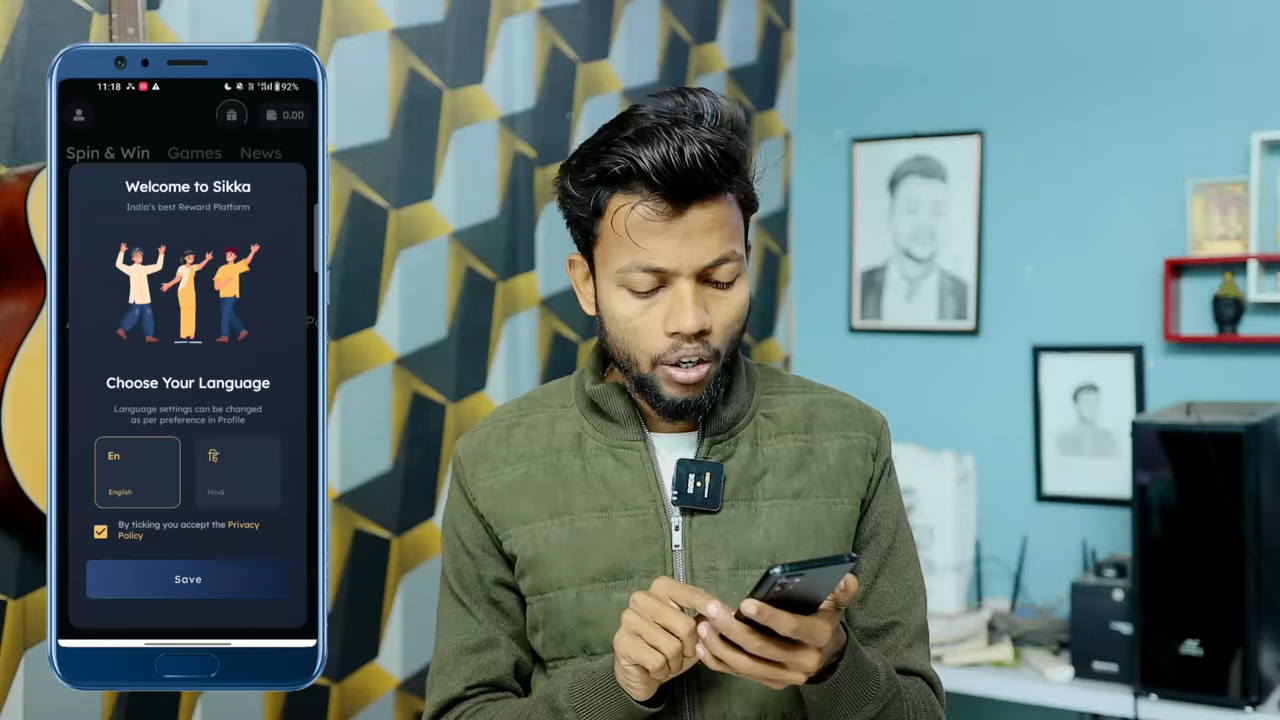 11:18
92%
0.00
Spin & Win Games News
Welcome to Sikka
India's best Reward Platform
Choose Your Language
Language settings can be changed
as per preference in Profile
En
हि
English
Hindi
By ticking you accept the Privacy
Policy
Save
RODE